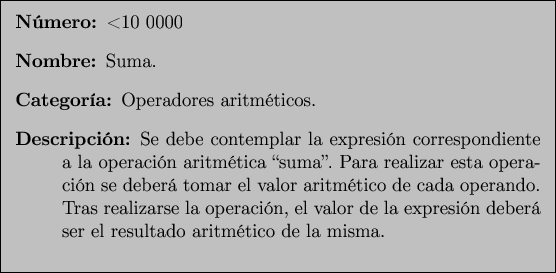 Número: <10 0000
Nombre: Suma.
Categoría: Operadores aritméticos.
Descripción: Se debe contemplar la expresión correspondiente
a la operación aritmética “suma”. Para realizar esta opera-
ción se deberá tomar el valor aritmético de cada operando.
Tras realizarse la operación, el valor de la expresión deberá
ser el resultado aritmético de la misma.